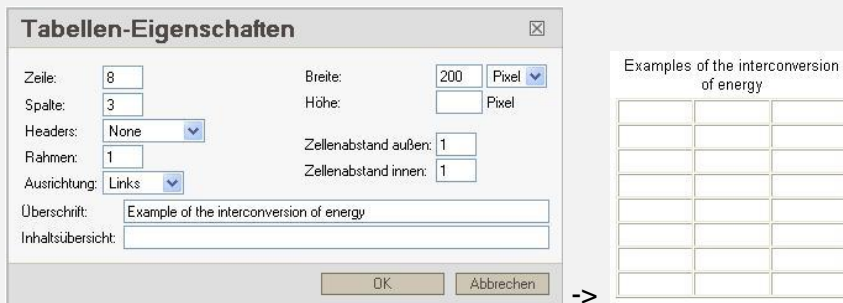 Tabellen-Eigenschaften
Zeile: 8
Spalte: 3
Headers: None
Rahmen: 1
Ausrichtung: Links
Breite: 200 Pixel
Höhe: Pixel
Zellenabstand außen: 1
Zellenabstand innen: 1
Überschrift: Example of the interconversion of energy
Inhaltsübersicht:
OK Abbrechen
->
Examples of the interconversion
of energy